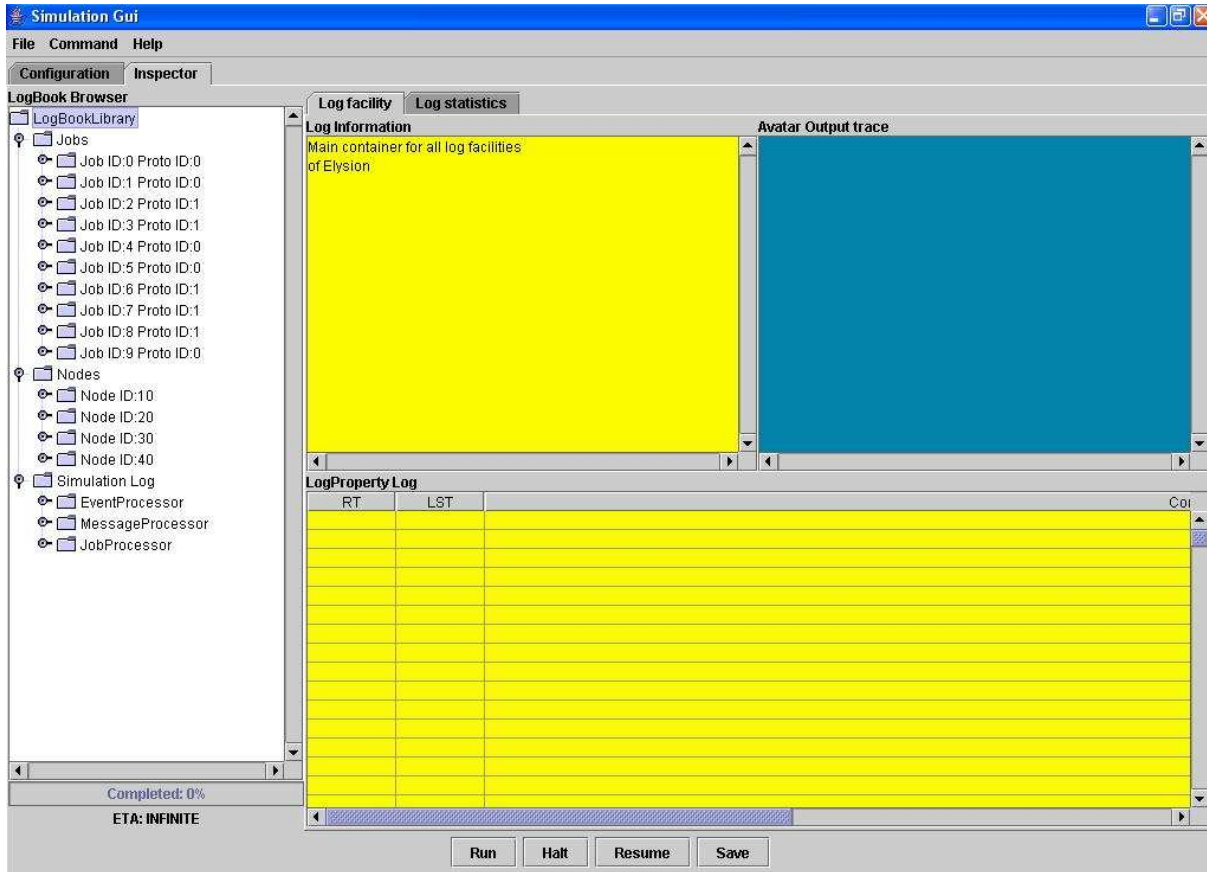 Simulation Gui
File Command Help
Configuration Inspector
LogBook Browser
LogBookLibrary
Jobs
Job ID:0 Proto ID:0
Job ID:1 Proto ID:0
Job ID:2 Proto ID:1
Job ID:3 Proto ID:1
Job ID:4 Proto ID:0
Job ID:5 Proto ID:0
Job ID:6 Proto ID:1
Job ID:7 Proto ID:1
Job ID:8 Proto ID:1
Job ID:9 Proto ID:0
Nodes
Node ID:10
Node ID:20
Node ID:30
Node ID:40
Simulation Log
EventProcessor
MessageProcessor
JobProcessor
Completed: 0%
ETA: INFINITE
Log facility Log statistics
Log Information
Main container for all log facilities
of Elysion
Avatar Output trace
LogProperty Log
RT LST
Run Halt Resume Save